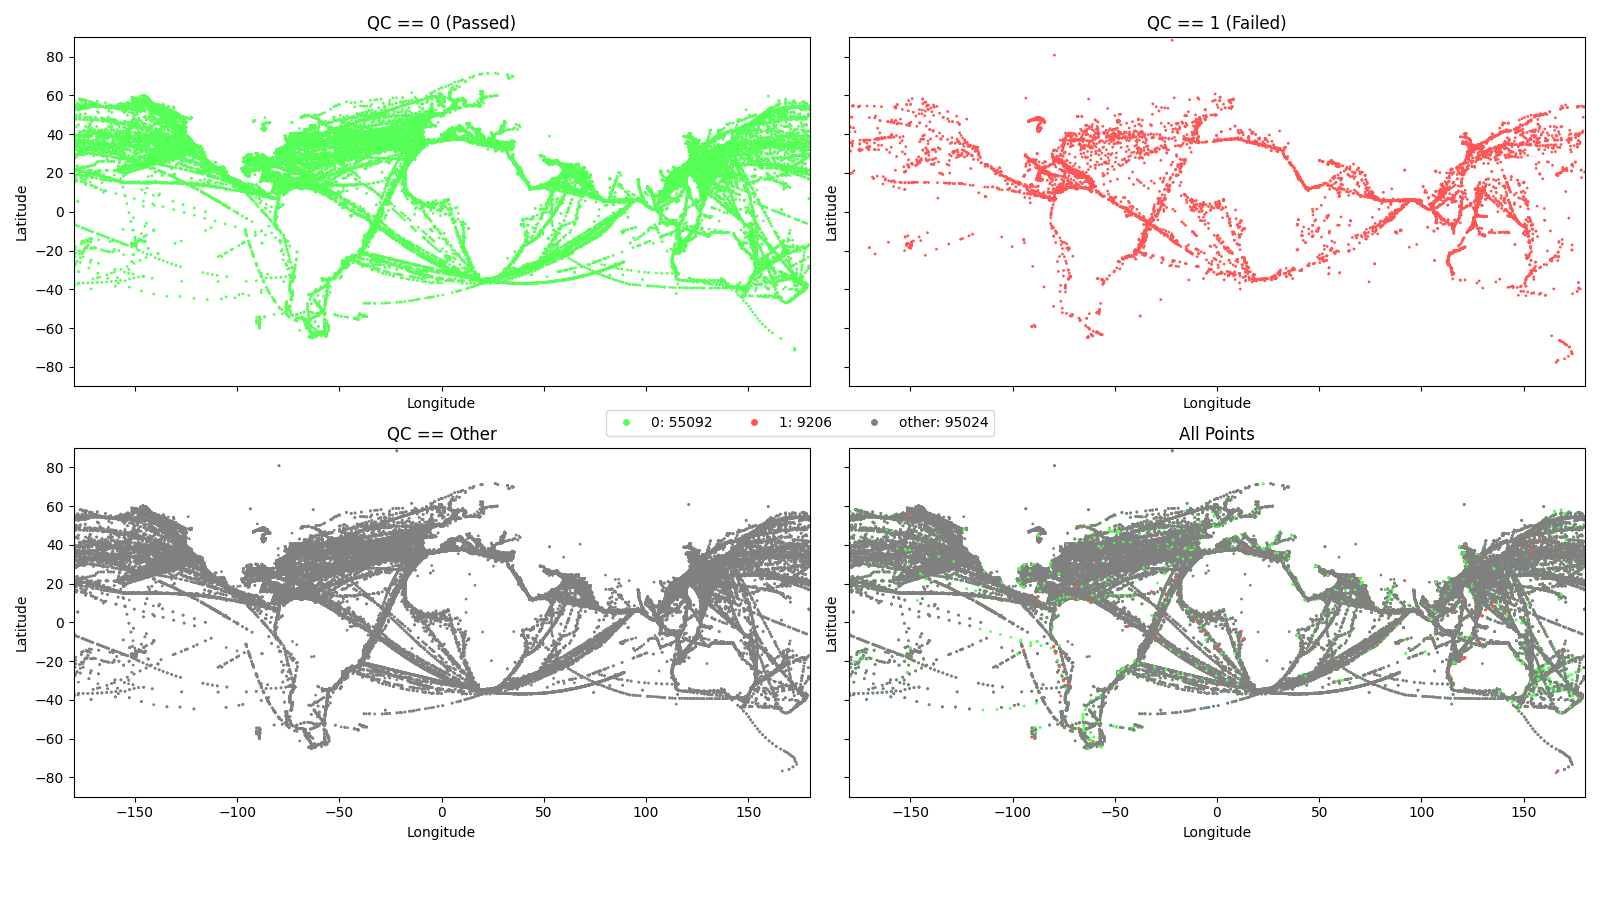 QC == 0 (Passed)
QC == 1 (Failed)
80
60
40
20
0
−20
−40
−60
−80
Latitude
Latitude
Longitude
Longitude
0: 55092
1: 9206
other: 95024
QC == Other
All Points
80
60
40
20
0
−20
−40
−60
−80
Latitude
Latitude
−150
−100
−50
0
50
100
150
−150
−100
−50
0
50
100
150
Longitude
Longitude